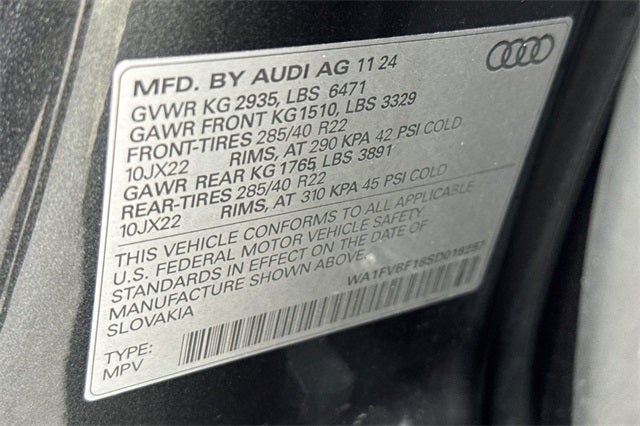 MFD. BY AUDI AG 11 24
GVWR KG 2935, LBS 6471
GAWR FRONT KG1510, LBS 3329
FRONT-TIRES 285/40 R22
10JX22 RIMS, AT 290 KPA 42 PSI COLD
GAWR REAR KG 1765, LBS 3891
REAR-TIRES 285/40 R22
10JX22 RIMS, AT 310 KPA 45 PSI COLD
THIS VEHICLE CONFORMS TO ALL APPLICABLE
U.S. FEDERAL MOTOR VEHICLE SAFETY
STANDARDS IN EFFECT ON THE DATE OF
MANUFACTURE SHOWN ABOVE.
SLOVAKIA
TYPE:
MPV